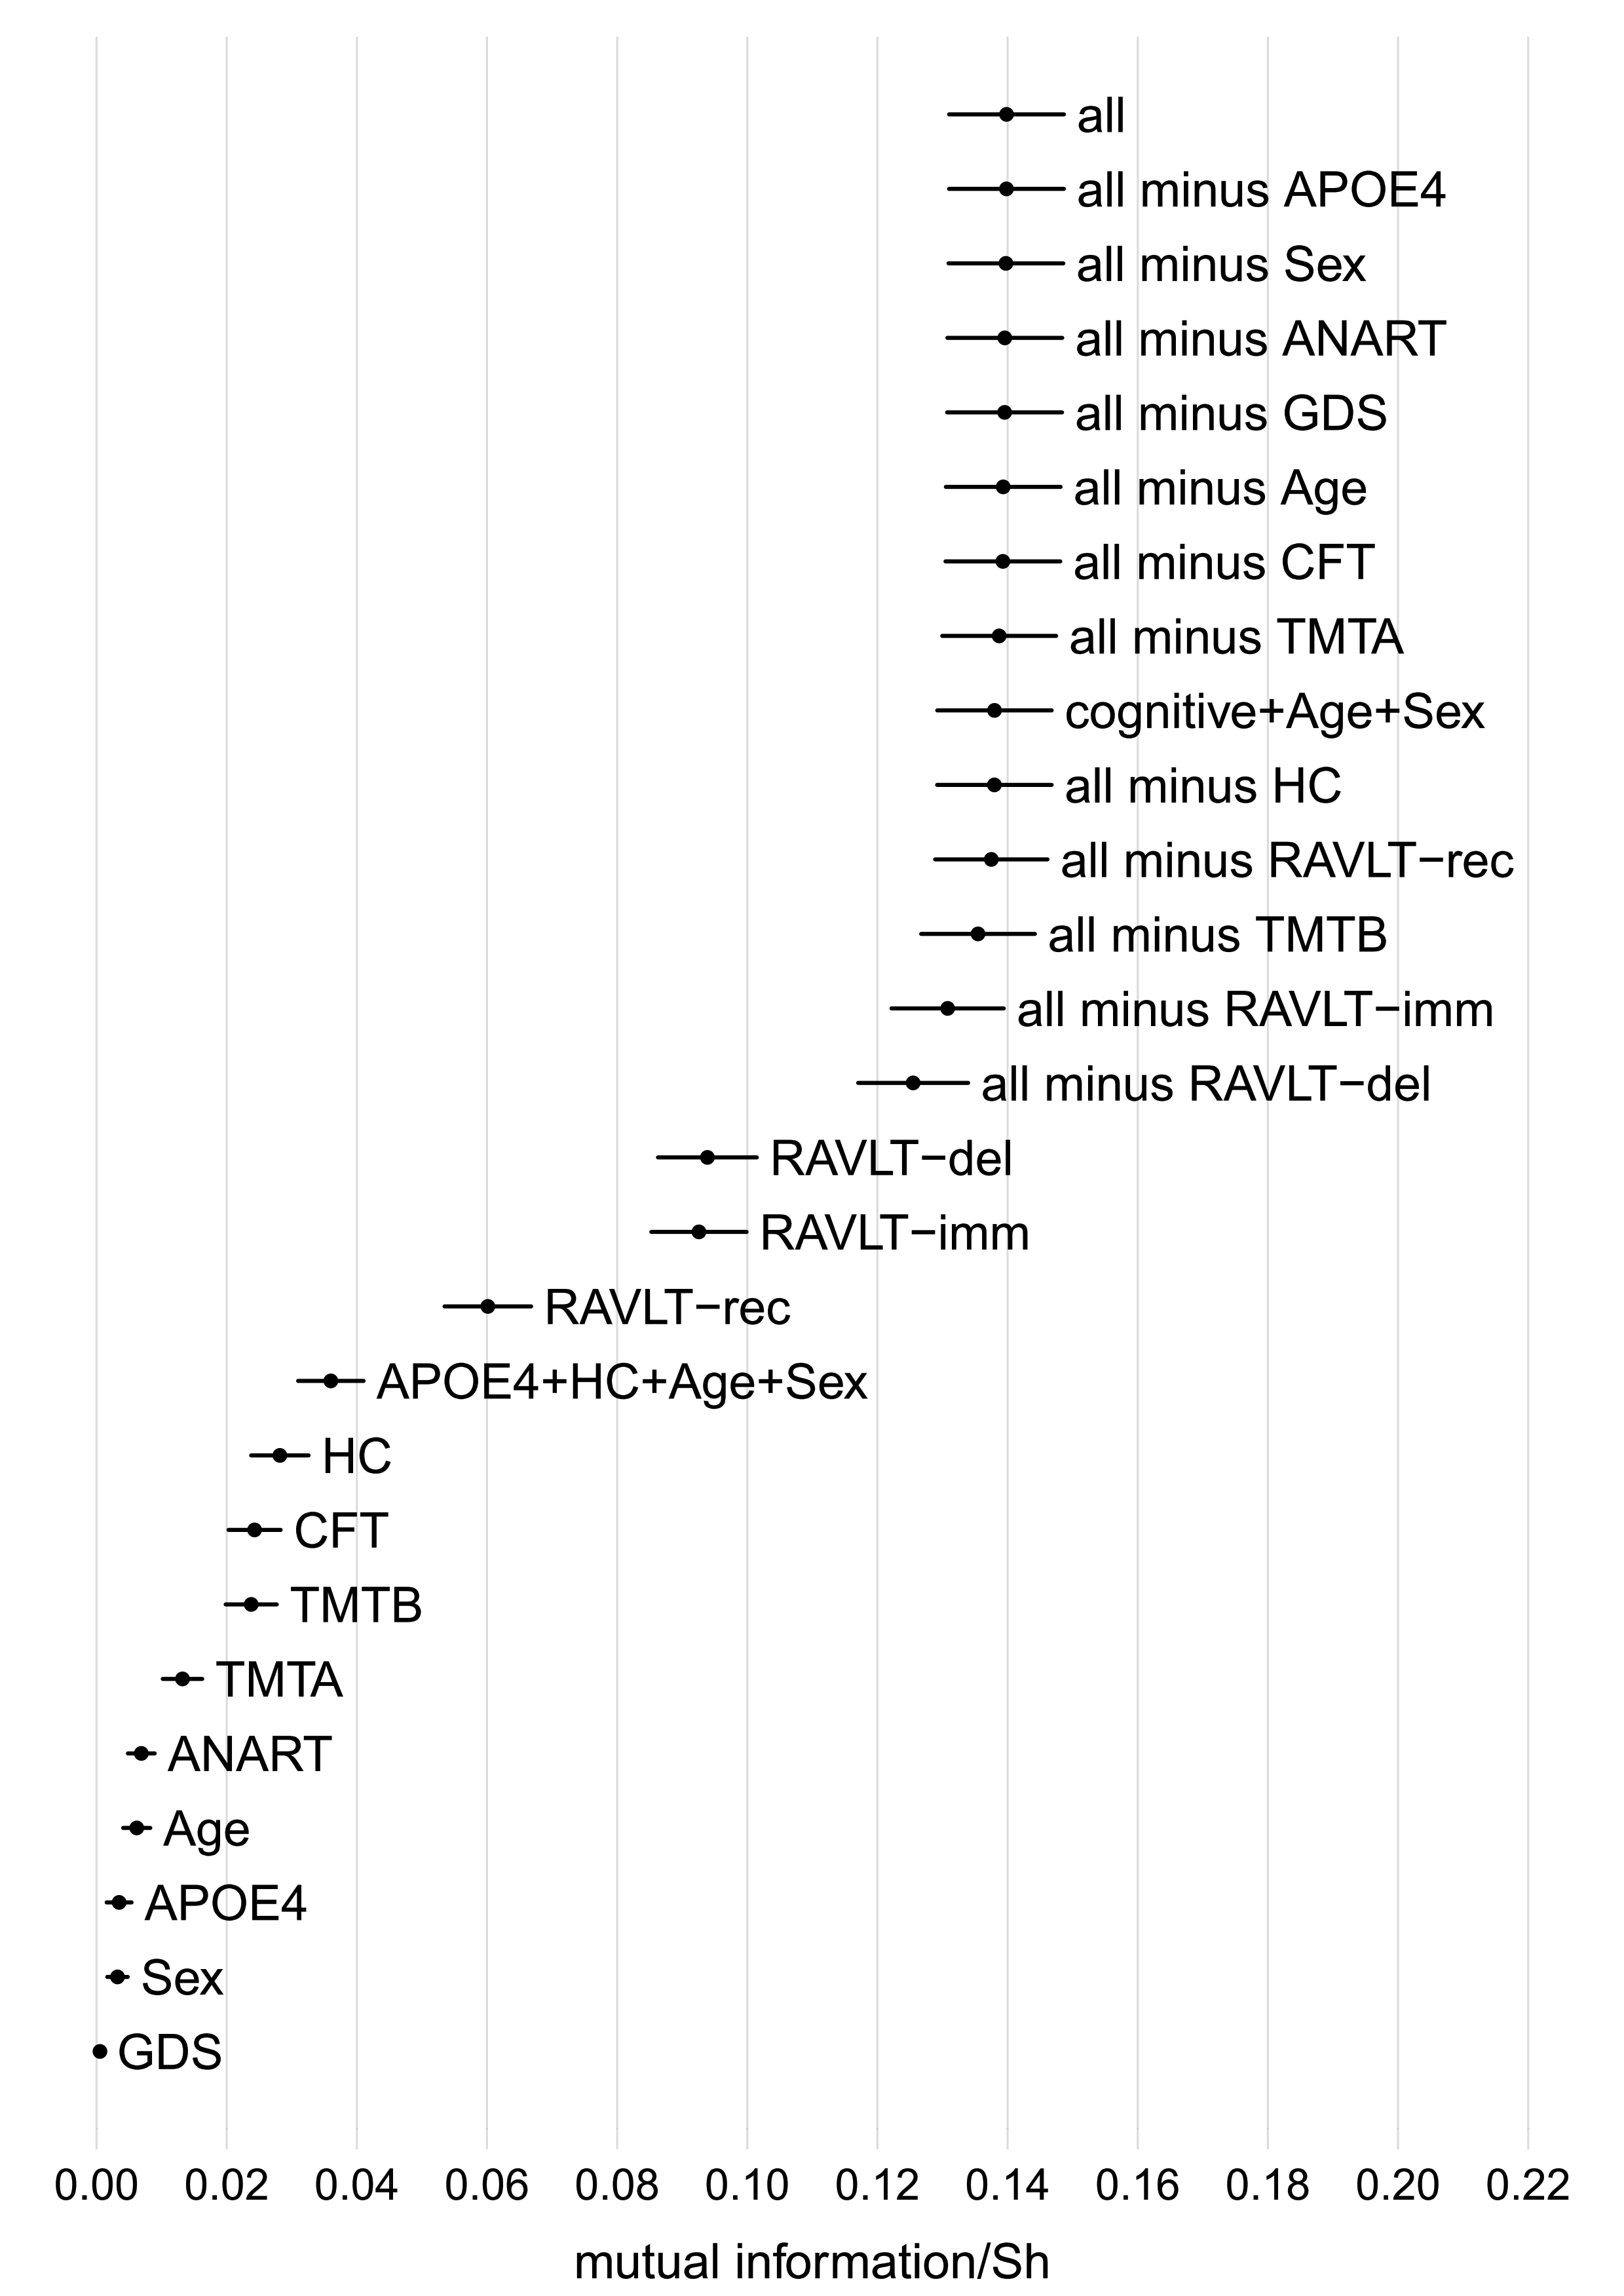 all
all minus APOE4
all minus Sex
all minus ANART
all minus GDS
all minus Age
all minus CFT
all minus TMTA
cognitive+Age+Sex
all minus HC
all minus RAVLT−rec
all minus TMTB
all minus RAVLT−imm
all minus RAVLT−del
RAVLT−del
RAVLT−imm
RAVLT−rec
APOE4+HC+Age+Sex
HC
CFT
TMTB
TMTA
ANART
Age
APOE4
Sex
GDS
0.00 0.02 0.04 0.06 0.08 0.10 0.12 0.14 0.16 0.18 0.20 0.22
mutual information/Sh